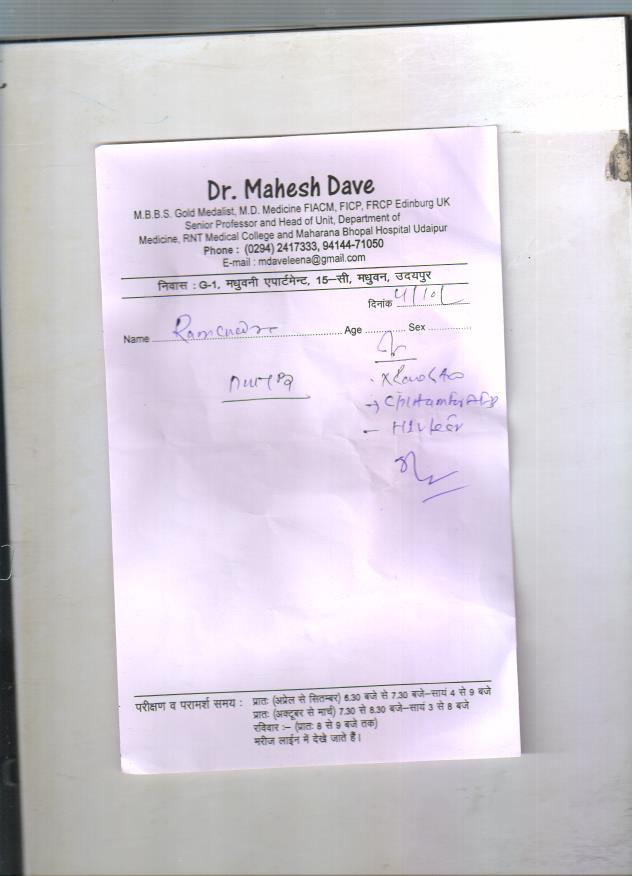 Dr. Mahesh Dave
M.B.B.S. Gold Medalist, M.D. Medicine FIACM, FICP, FRCP Edinburg UK
Senior Professor and Head of Unit, Department of
Medicine, RNT Medical College and Maharana Bhopal Hospital Udaipur
Phone : (0294) 2417333, 94144-71050
E-mail : mdaveleena@gmail.com
निवास : G-1, मधुवनी एपार्टमेन्ट, 15-सी, मधुवन, उदयपुर
दिनांक
Name Age Sex
परीक्षण व परामर्श समय : प्रातः (अप्रेल से सितम्बर) 6.30 बजे से 7.30 बजे-सायं 4 से 9 बजे
प्रातः (अक्टूबर से मार्च) 7.30 से 8.30 बजे-सायं 3 से 8 बजे
रविवार :- (प्रातः 8 से 9 बजे तक)
मरीज लाईन में देखे जाते हैं।